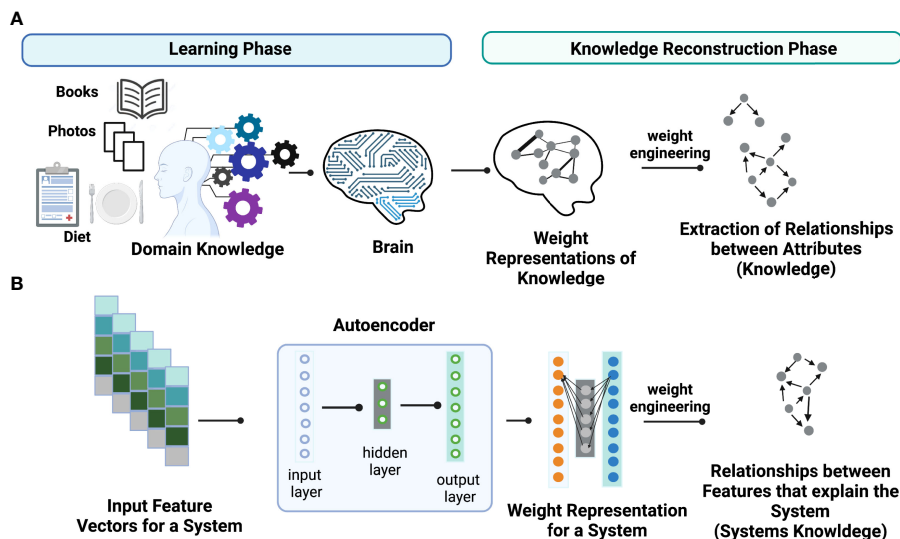 A
Learning Phase
Knowledge Reconstruction Phase
Books
Photos
Diet
Domain Knowledge
Brain
Weight
Representations of
Knowledge
weight
engineering
Extraction of Relationships
between Attributes
(Knowledge)
B
Autoencoder
input
layer
hidden
layer
output
layer
Input Feature
Vectors for a System
Weight Representation
for a System
weight
engineering
Relationships between
Features that explain the
System
(Systems Knowldege)